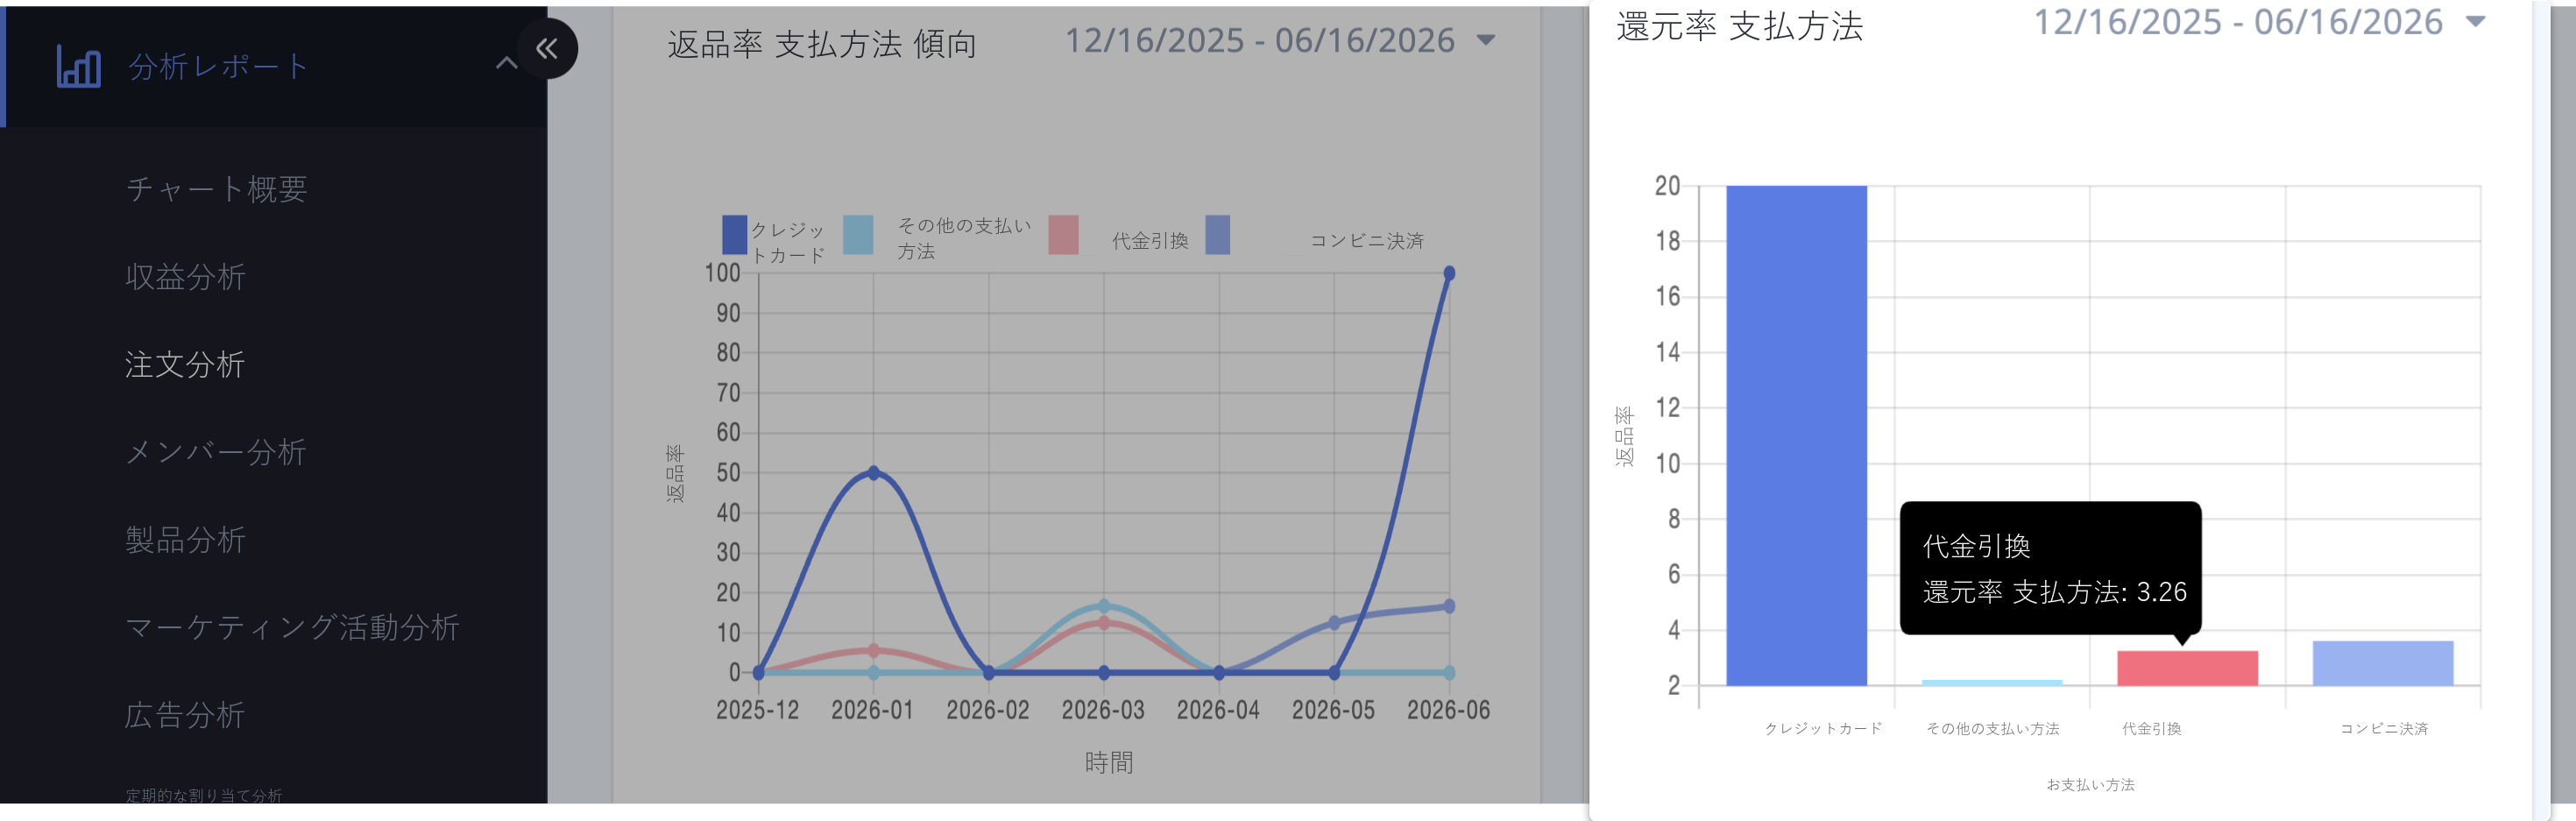 分析レポート
チャート概要
収益分析
注文分析
メンバー分析
製品分析
マーケティング活動分析
広告分析
定期的な割り当て分析
返品率 支払方法 傾向
12/16/2025 - 06/16/2026
クレジッ
トカード
その他の支払い
方法
代金引換
コンビニ決済
返品率
100
90
80
70
60
50
40
30
20
10
0
2025-12
2026-01
2026-02
2026-03
2026-04
2026-05
2026-06
時間
還元率 支払方法
12/16/2025 - 06/16/2026
返品率
20
18
16
14
12
10
8
6
4
2
代金引換
還元率 支払方法: 3.26
クレジットカード
その他の支払い方法
代金引換
コンビニ決済
お支払い方法